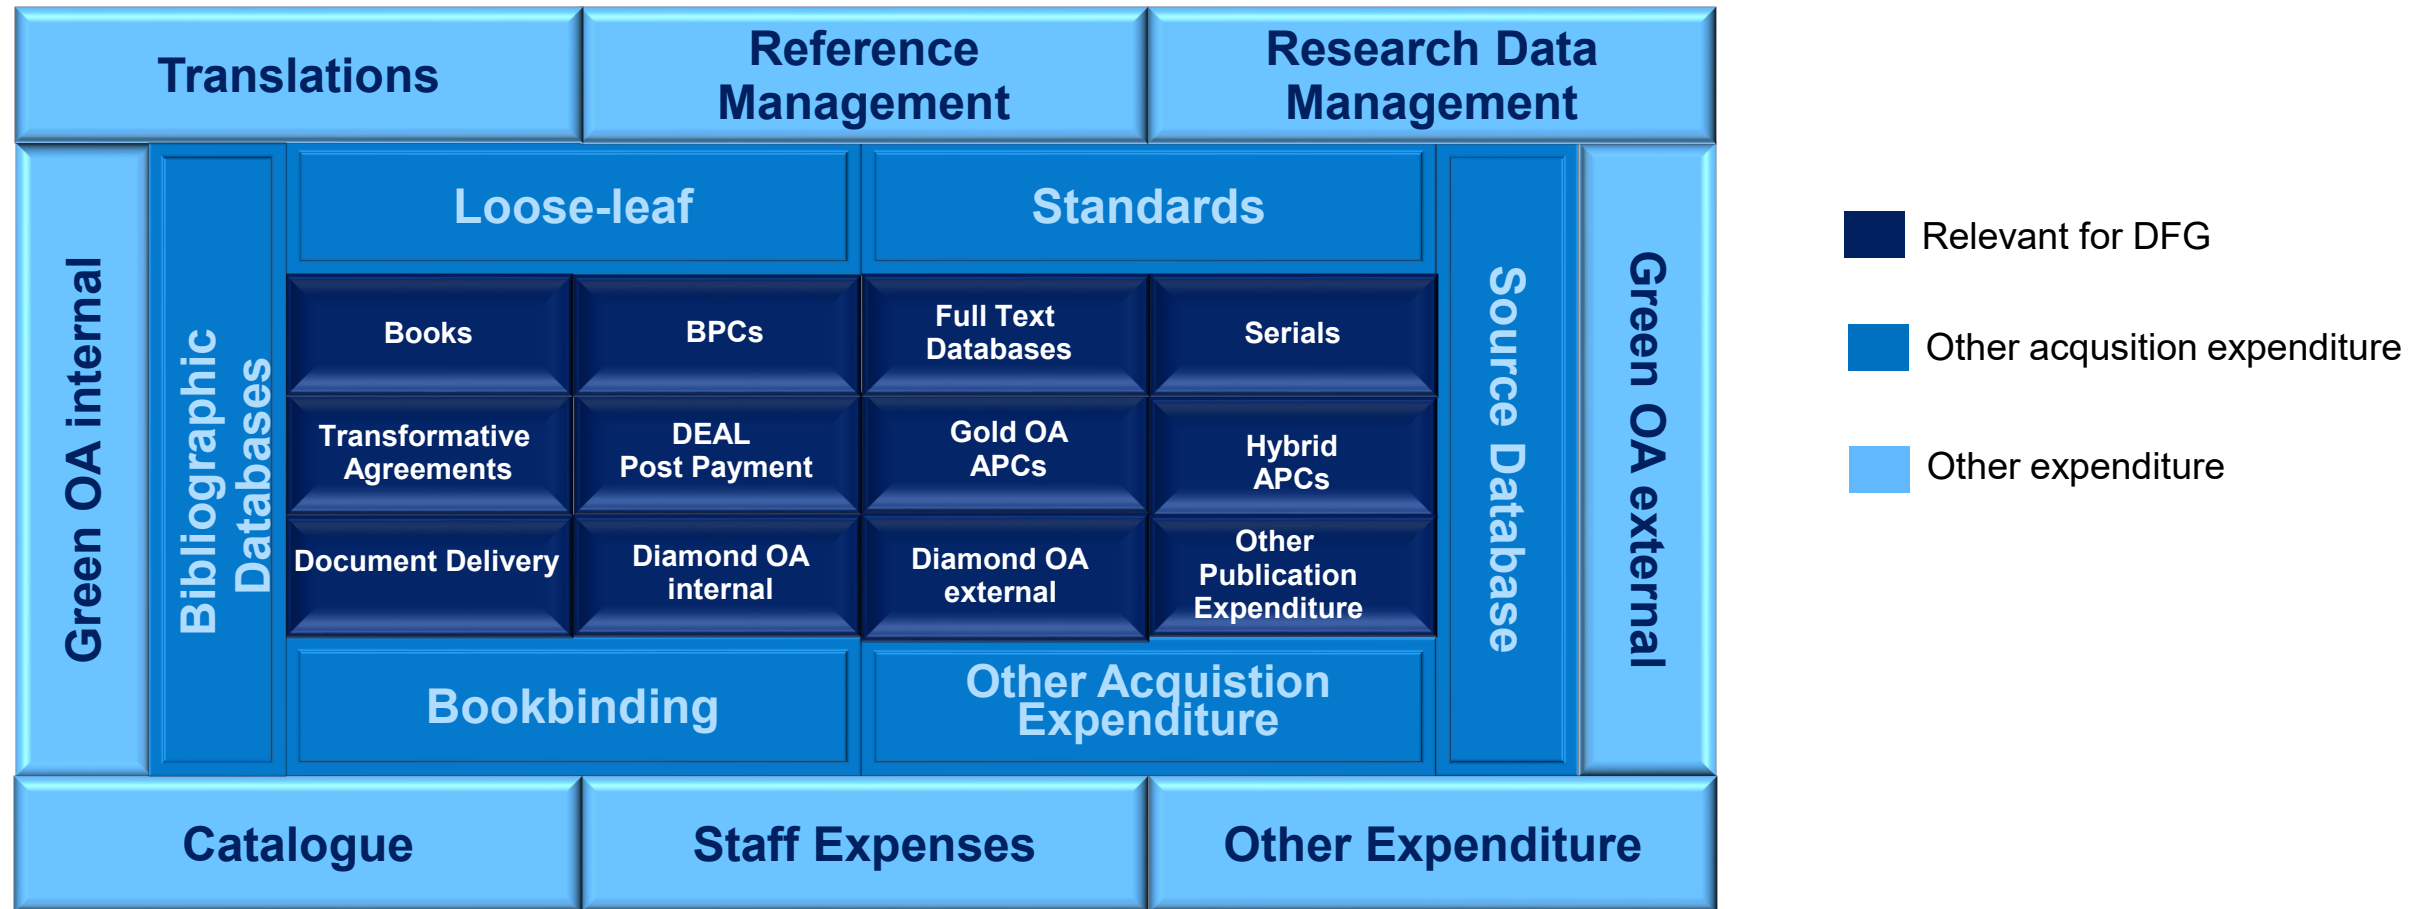 Translations
Reference
Management
Research Data
Management
Green OA internal
Bibliographic
Databases
Loose-leaf
Standards
Source Database
Green OA external
Books
BPCs
Full Text
Databases
Serials
Transformative
Agreements
DEAL
Post Payment
Gold OA
APCs
Hybrid
APCs
Document Delivery
Diamond OA
internal
Diamond OA
external
Other
Publication
Expenditure
Bookbinding
Other Acquistion
Expenditure
Catalogue
Staff Expenses
Other Expenditure
Relevant for DFG
Other acqusition expenditure
Other expenditure